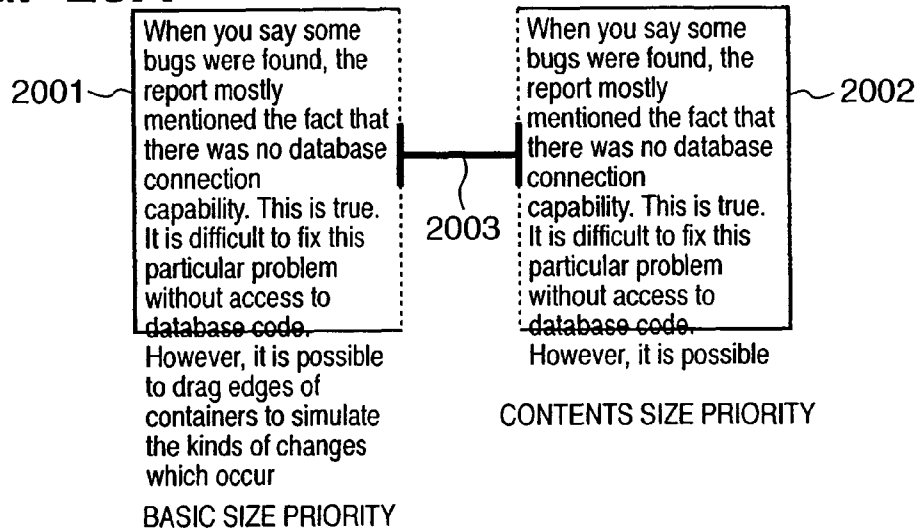 When you say some
bugs were found, the
report mostly
mentioned the fact that
there was no database
connection
capability. This is true.
It is difficult to fix this
particular problem
without access to
database code.
However, it is possible
to drag edges of
containers to simulate
the kinds of changes
which occur
BASIC SIZE PRIORITY
2001
2003
When you say some
bugs were found, the
report mostly
mentioned the fact that
there was no database
connection
capability. This is true.
It is difficult to fix this
particular problem
without access to
database code.
However, it is possible
CONTENTS SIZE PRIORITY
2002